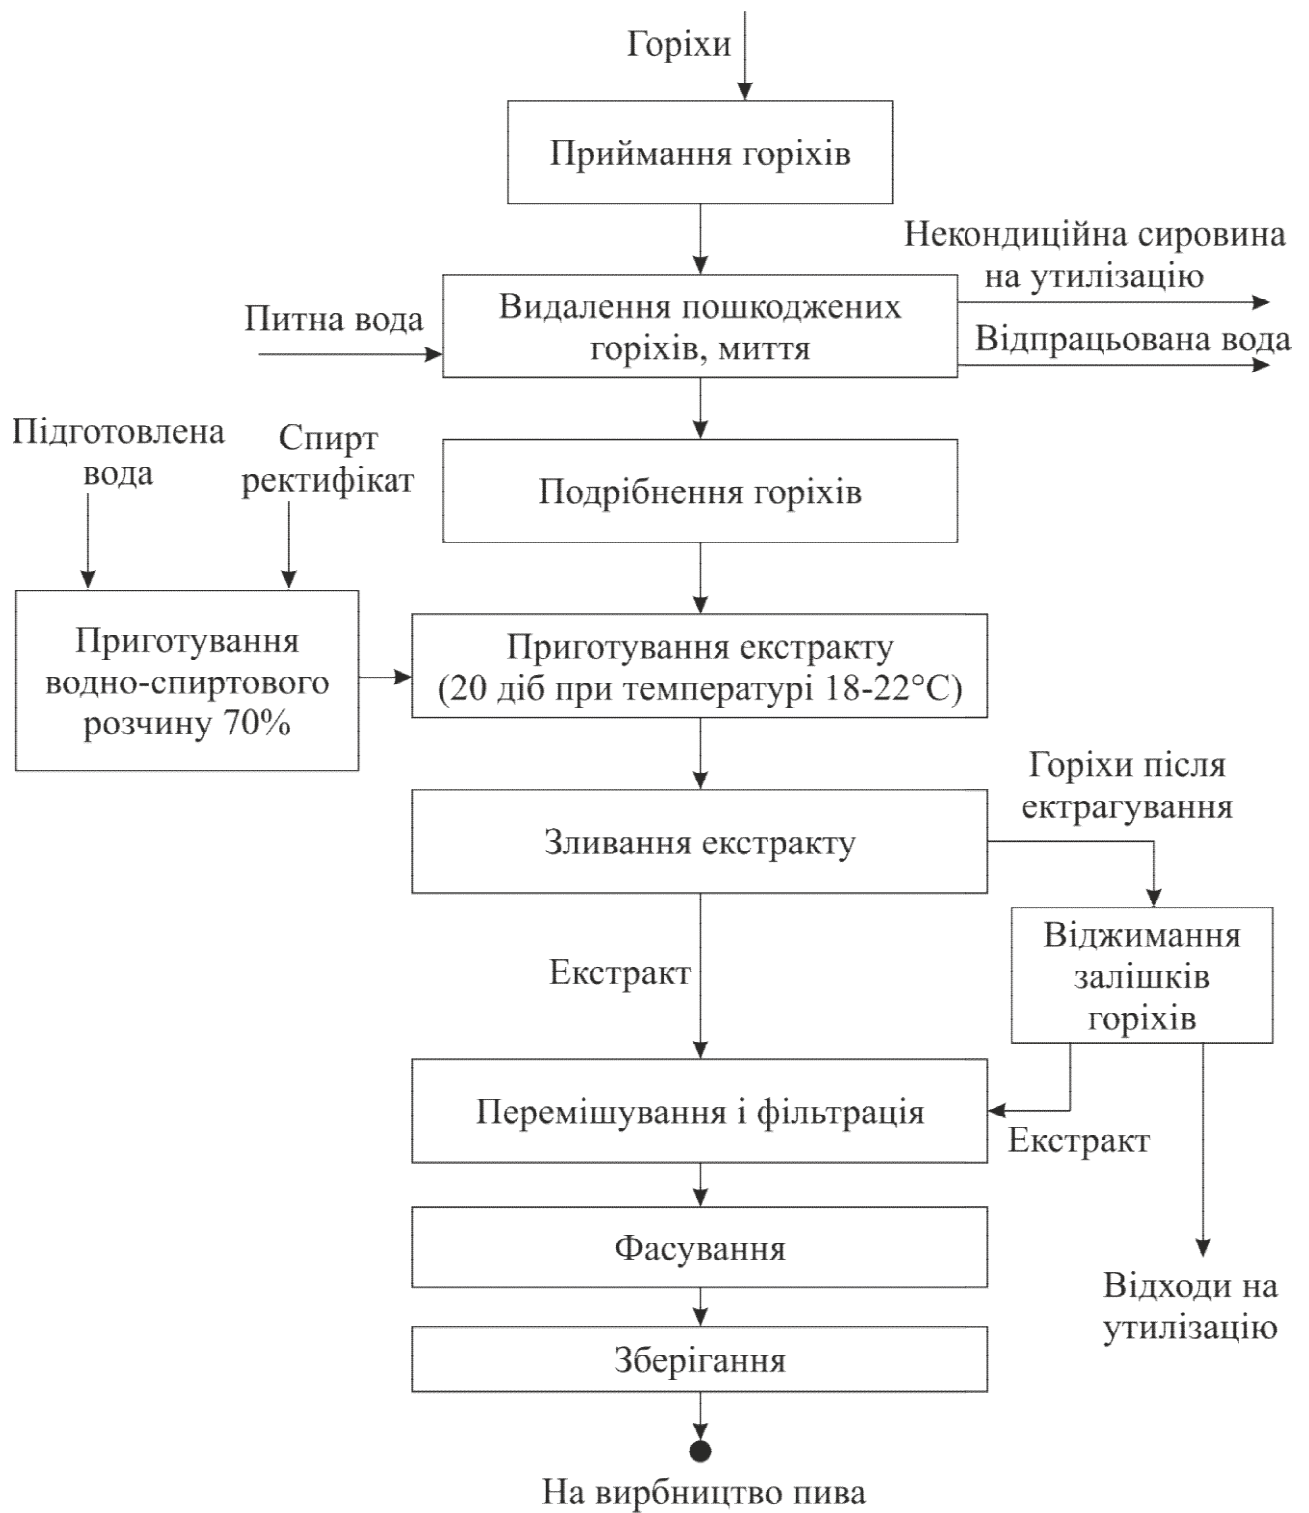 Горіхи
Приймання горіхів
Некондиційна сировина
на утилізацію
Питна вода
Видалення пошкоджених
горіхів, миття
Відпрацьована вода
Підготовлена
вода
Спирт
ректифікат
Подрібнення горіхів
Приготування
водно-спиртового
розчину 70%
Приготування екстракту
(20 діб при температурі 18-22°C)
Горіхи після
ектрагування
Зливання екстракту
Віджимання
залішків
горіхів
Екстракт
Перемішування і фільтрація
Екстракт
Фасування
Відходи на
утилізацію
Зберігання
На вирбництво пива